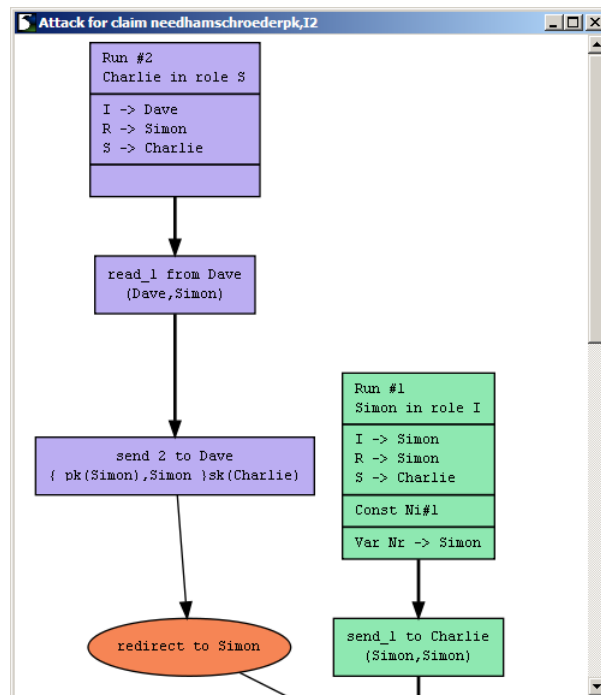 Attack for claim needhamschroederpk,I2
Run #2
Charlie in role S
I -> Dave
R -> Simon
S -> Charlie
read_1 from Dave
(Dave,Simon)
send 2 to Dave
{ pk(Simon),Simon }sk(Charlie)
redirect to Simon
Run #1
Simon in role I
I -> Simon
R -> Simon
S -> Charlie
Const Ni#1
Var Nr -> Simon
send_1 to Charlie
(Simon,Simon)